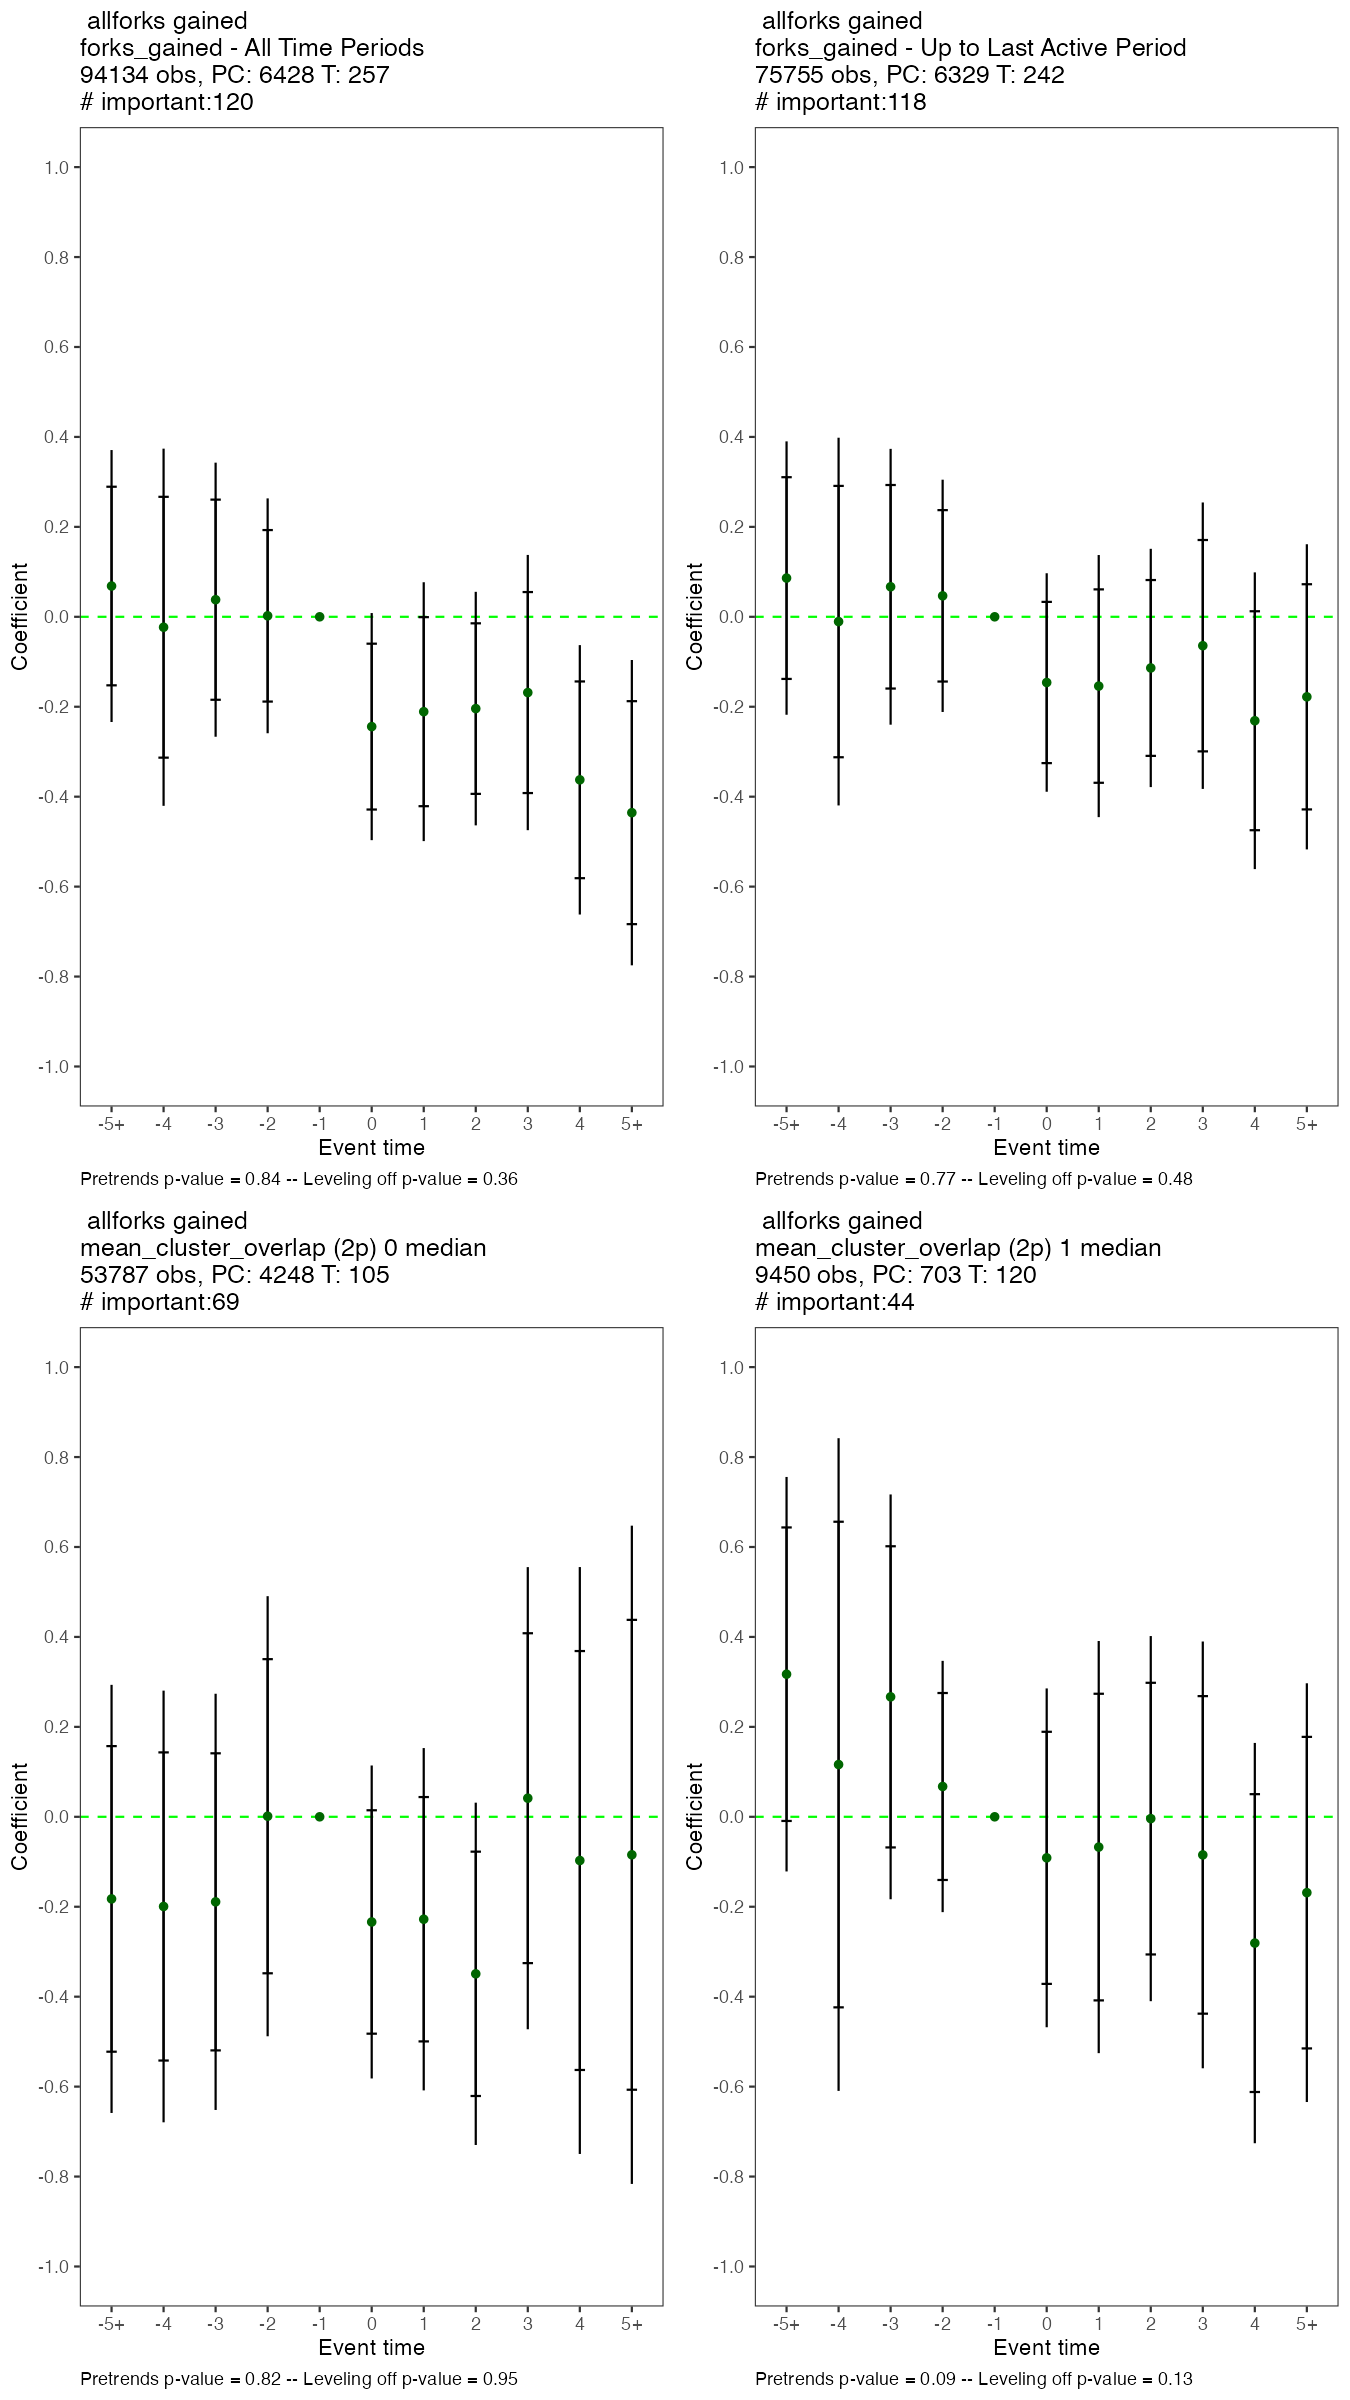 allforks gained
forks_gained - All Time Periods
94134 obs, PC: 6428 T: 257
# important:120
1.0
0.8
0.6
0.4
0.2
0.0
-0.2
-0.4
-0.6
-0.8
-1.0
Coefficient
-5+ -4 -3 -2 -1 0 1 2 3 4 5+
Event time
Pretrends p-value = 0.84 -- Leveling off p-value = 0.36
allforks gained
forks_gained - Up to Last Active Period
75755 obs, PC: 6329 T: 242
# important:118
1.0
0.8
0.6
0.4
0.2
0.0
-0.2
-0.4
-0.6
-0.8
-1.0
Coefficient
-5+ -4 -3 -2 -1 0 1 2 3 4 5+
Event time
Pretrends p-value = 0.77 -- Leveling off p-value = 0.48
allforks gained
mean_cluster_overlap (2p) 0 median
53787 obs, PC: 4248 T: 105
# important:69
1.0
0.8
0.6
0.4
0.2
0.0
-0.2
-0.4
-0.6
-0.8
-1.0
Coefficient
-5+ -4 -3 -2 -1 0 1 2 3 4 5+
Event time
Pretrends p-value = 0.82 -- Leveling off p-value = 0.95
allforks gained
mean_cluster_overlap (2p) 1 median
9450 obs, PC: 703 T: 120
# important:44
1.0
0.8
0.6
0.4
0.2
0.0
-0.2
-0.4
-0.6
-0.8
-1.0
Coefficient
-5+ -4 -3 -2 -1 0 1 2 3 4 5+
Event time
Pretrends p-value = 0.09 -- Leveling off p-value = 0.13